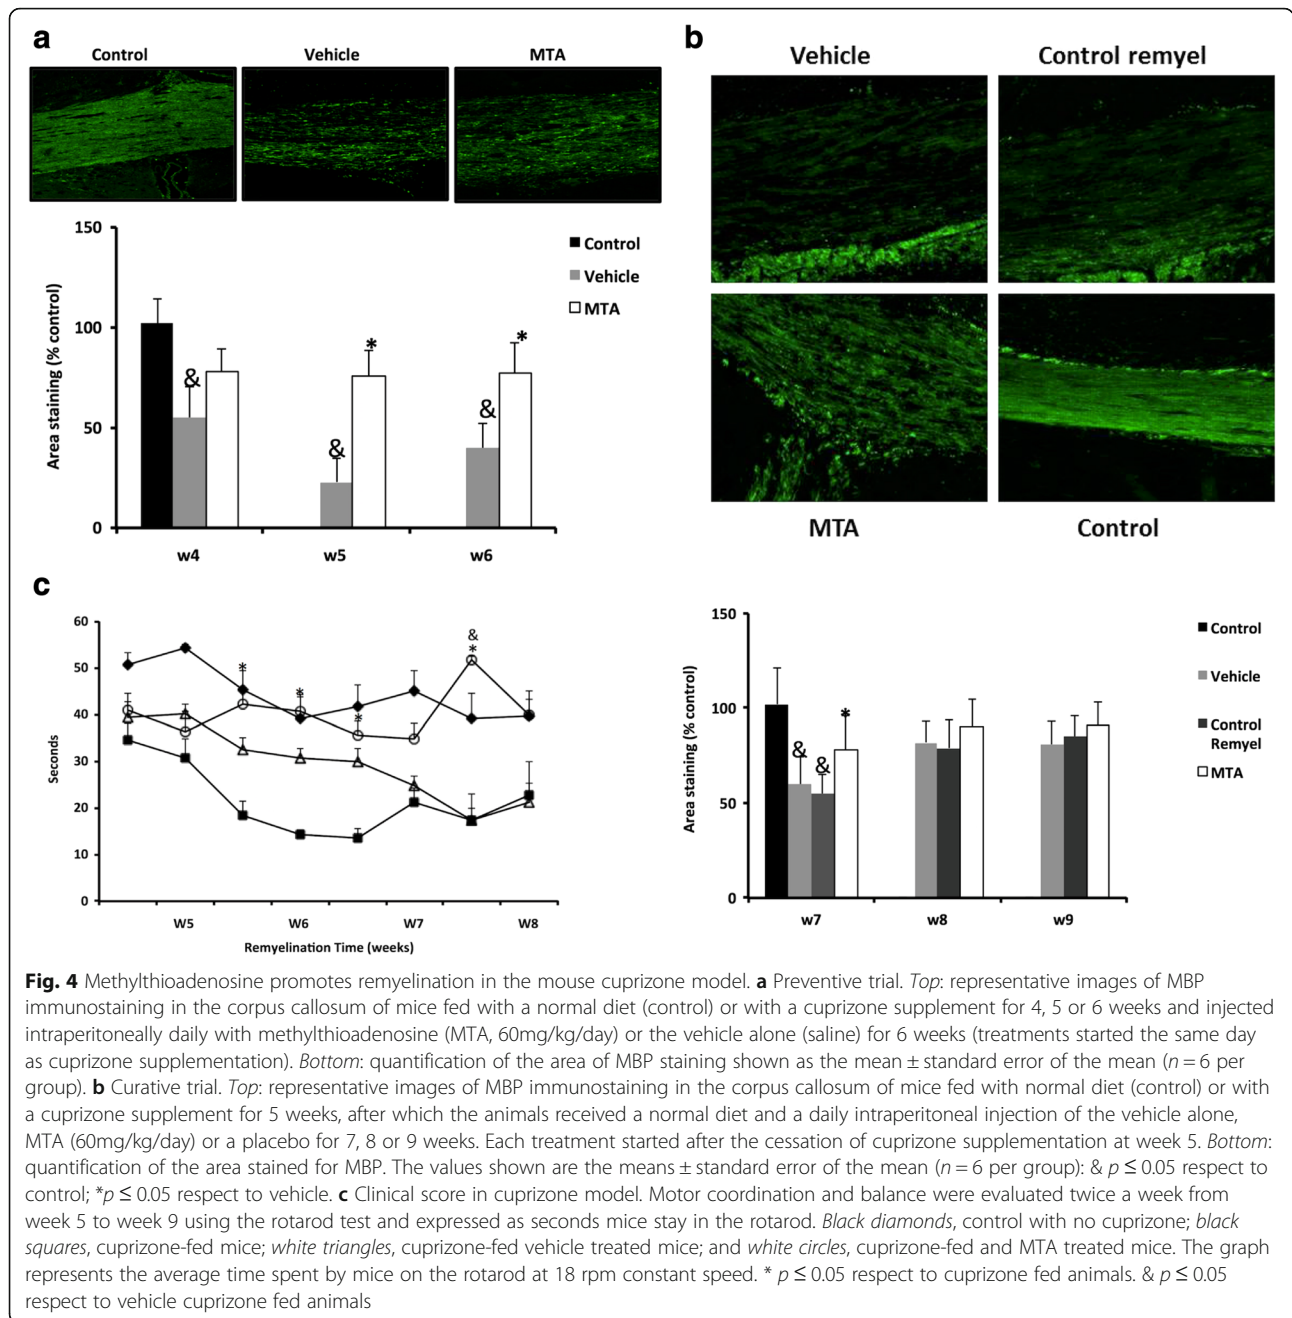 a
Control
Vehicle
MTA
150
100
50
0
Area staining (% control)
Control
Vehicle
MTA
&
&
*
&
*
w4
w5
w6
b
Vehicle
Control remyel
MTA
Control
c
60
50
40
30
20
10
0
Seconds
*
*
*
&
*
W5
W6
W7
W8
Remyelination Time (weeks)
150
100
50
0
Area staining (% control)
Control
Vehicle
Control
Remyel
MTA
&
&
*
w7
w8
w9
Fig. 4 Methylthioadenosine promotes remyelination in the mouse cuprizone model. a Preventive trial. Top: representative images of MBP
immunostaining in the corpus callosum of mice fed with a normal diet (control) or with a cuprizone supplement for 4, 5 or 6 weeks and injected
intraperitoneally daily with methylthioadenosine (MTA, 60mg/kg/day) or the vehicle alone (saline) for 6 weeks (treatments started the same day
as cuprizone supplementation). Bottom: quantification of the area of MBP staining shown as the mean ± standard error of the mean (n = 6 per
group). b Curative trial. Top: representative images of MBP immunostaining in the corpus callosum of mice fed with normal diet (control) or with
a cuprizone supplement for 5 weeks, after which the animals received a normal diet and a daily intraperitoneal injection of the vehicle alone,
MTA (60mg/kg/day) or a placebo for 7, 8 or 9 weeks. Each treatment started after the cessation of cuprizone supplementation at week 5. Bottom:
quantification of the area stained for MBP. The values shown are the means ± standard error of the mean (n = 6 per group): & p ≤ 0.05 respect to
control; *p ≤ 0.05 respect to vehicle. c Clinical score in cuprizone model. Motor coordination and balance were evaluated twice a week from
week 5 to week 9 using the rotarod test and expressed as seconds mice stay in the rotarod. Black diamonds, control with no cuprizone; black
squares, cuprizone-fed mice; white triangles, cuprizone-fed vehicle treated mice; and white circles, cuprizone-fed and MTA treated mice. The graph
represents the average time spent by mice on the rotarod at 18 rpm constant speed. * p ≤ 0.05 respect to cuprizone fed animals. & p ≤ 0.05
respect to vehicle cuprizone fed animals